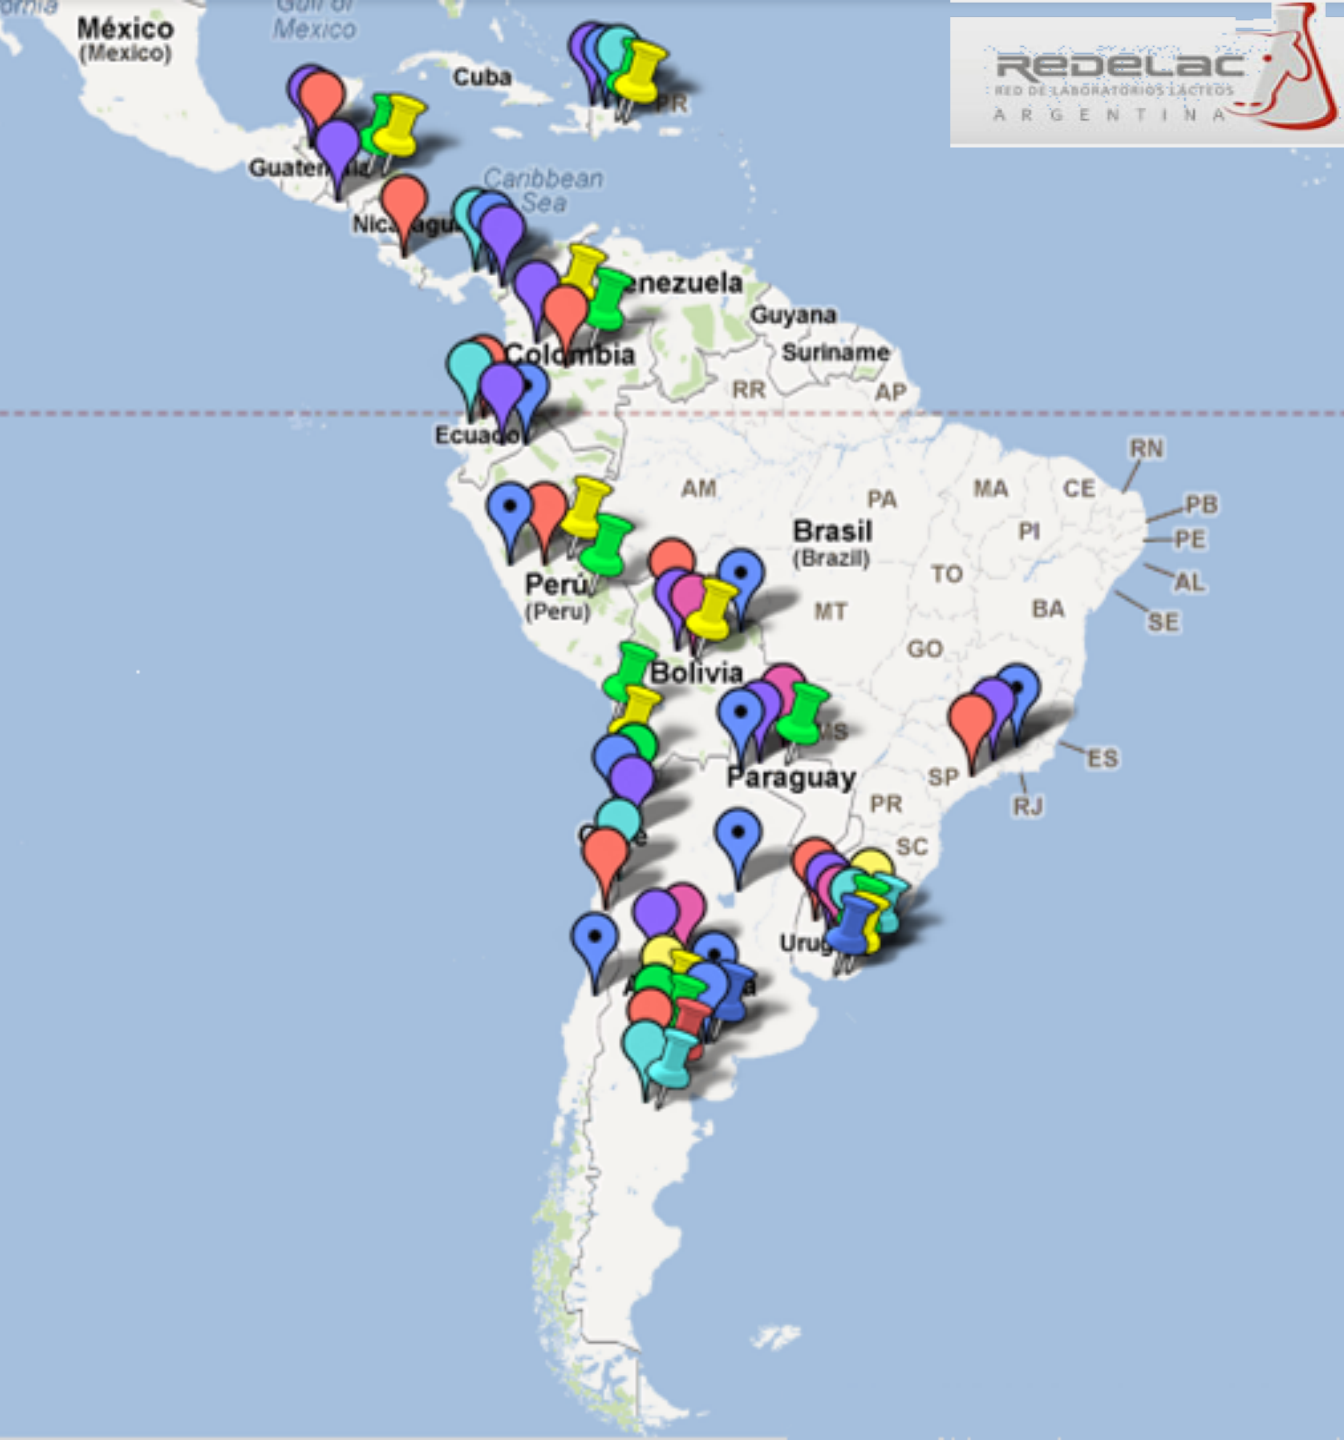 Gulf of
Mexico
México
(Mexico)
Cuba
PR
REDELAC
RED DE LABORATORIOS LÁCTEOS
ARGENTINA
Caribbean
Sea
Colombia
Guyana
Suriname
RR
AP
RN
AM
PA
MA
CE
PB
PI
PE
Brasil
(Brazil)
TO
AL
Perú
(Peru)
MT
BA
SE
GO
Bolivia
MS
ES
Paraguay
SP
PR
RJ
SC